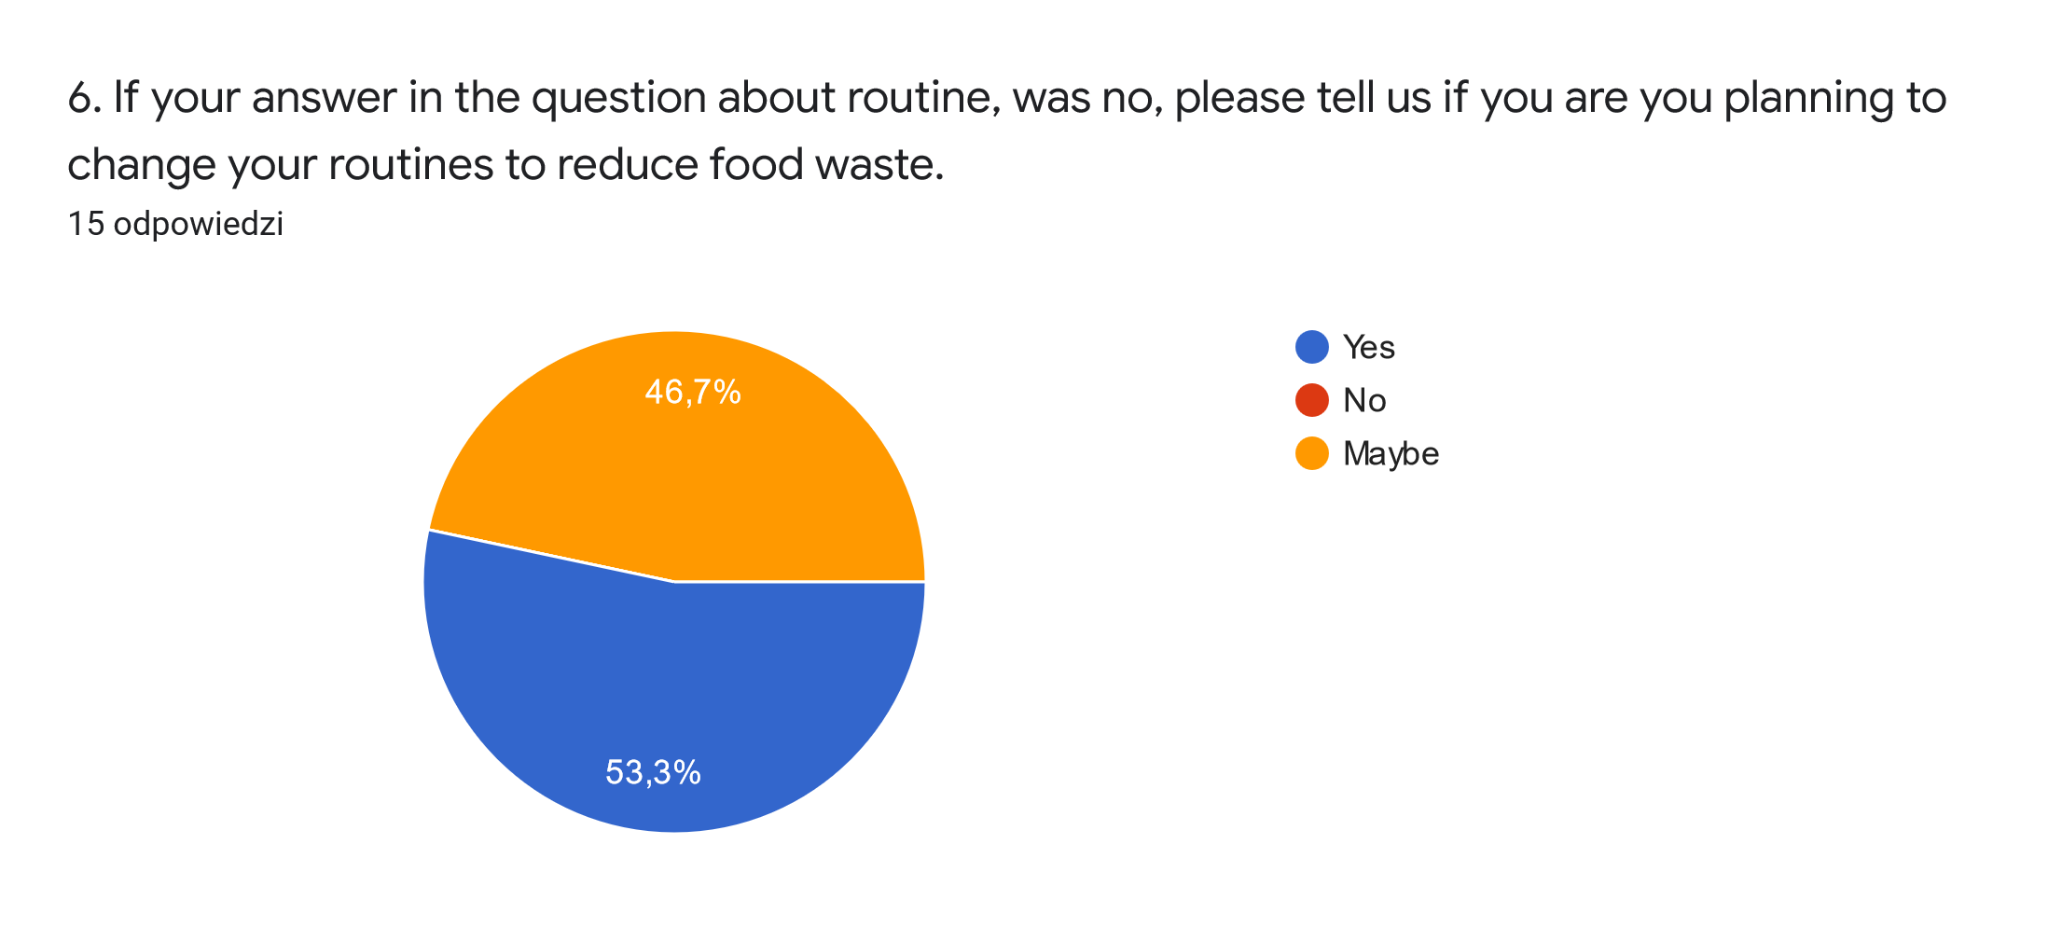 6. If your answer in the question about routine, was no, please tell us if you are you planning to
change your routines to reduce food waste.
15 odpowiedzi
Yes
No
Maybe
46,7%
53,3%